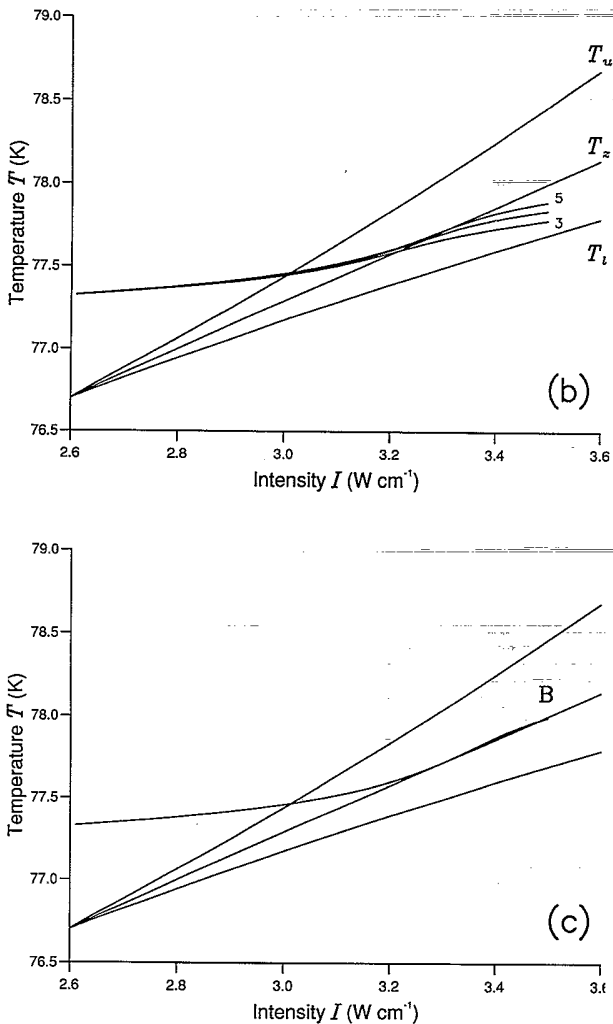 79.0
78.5
78.0
77.5
77.0
76.5
Temperature T (K)
T_u
T_z
5
3
T_l
(b)
2.6 2.8 3.0 3.2 3.4 3.6
Intensity I (W cm⁻¹)
79.0
78.5
78.0
77.5
77.0
76.5
Temperature T (K)
B
(c)
2.6 2.8 3.0 3.2 3.4 3.6
Intensity I (W cm⁻¹)